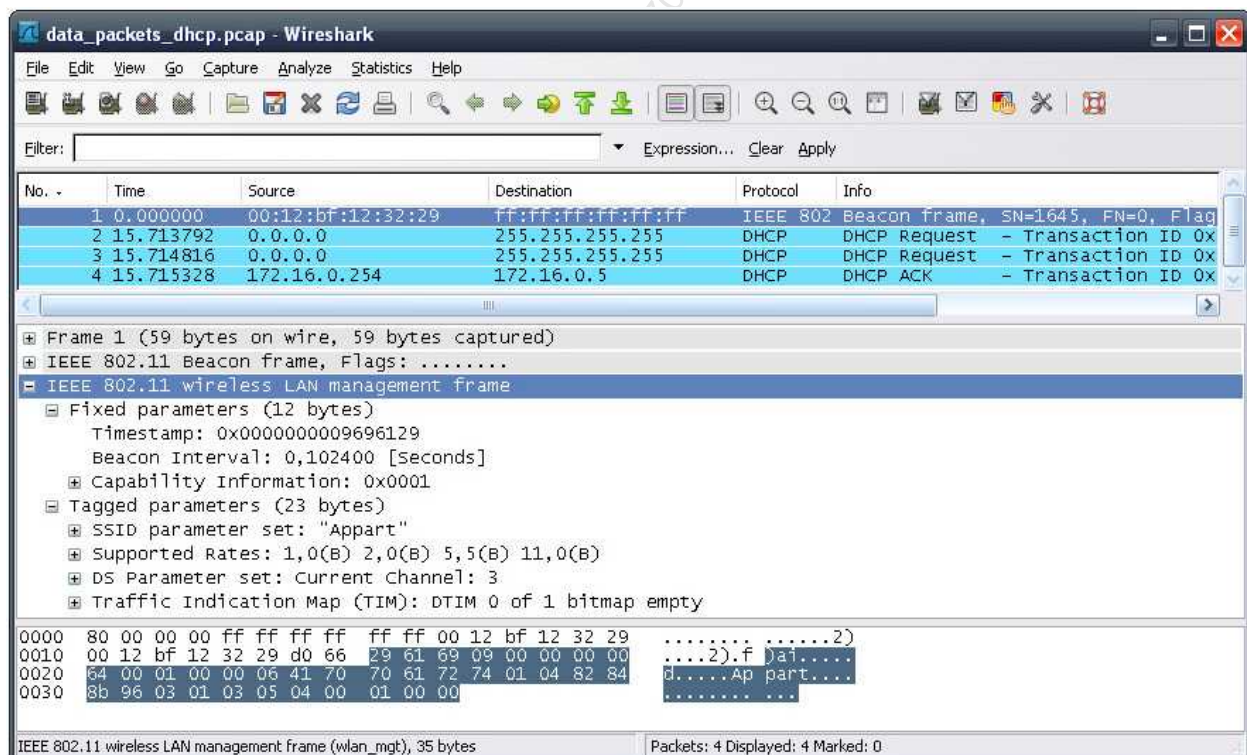 data_packets_dhcp.pcap - Wireshark
File Edit View Go Capture Analyze Statistics Help
Filter: Expression... Clear Apply
No. - Time Source Destination Protocol Info
1 0.000000 00:12:bf:12:32:29 ff:ff:ff:ff:ff:ff IEEE 802 Beacon frame, SN=1645, FN=0, Flag
2 15.713792 0.0.0.0 255.255.255.255 DHCP DHCP Request - Transaction ID 0x
3 15.714816 0.0.0.0 255.255.255.255 DHCP DHCP Request - Transaction ID 0x
4 15.715328 172.16.0.254 172.16.0.5 DHCP DHCP ACK - Transaction ID 0x
Frame 1 (59 bytes on wire, 59 bytes captured)
IEEE 802.11 Beacon frame, Flags: ........
IEEE 802.11 wireless LAN management frame
Fixed parameters (12 bytes)
Timestamp: 0x0000000009696129
Beacon Interval: 0,102400 [Seconds]
Capability Information: 0x0001
Tagged parameters (23 bytes)
SSID parameter set: "Appart"
Supported Rates: 1,0(B) 2,0(B) 5,5(B) 11,0(B)
DS Parameter set: Current Channel: 3
Traffic Indication Map (TIM): DTIM 0 of 1 bitmap empty
0000 80 00 00 00 ff ff ff ff ff ff 00 12 bf 12 32 29 ........ ......2)
0010 00 12 bf 12 32 29 d0 66 29 61 69 09 00 00 00 00 ....2).f )ai.....
0020 64 00 01 00 00 06 41 70 70 61 72 74 01 04 82 84 d.....Ap part....
0030 8b 96 03 01 03 05 04 00 01 00 00 ........ ...
IEEE 802.11 wireless LAN management frame (wlan_mgt), 35 bytes Packets: 4 Displayed: 4 Marked: 0